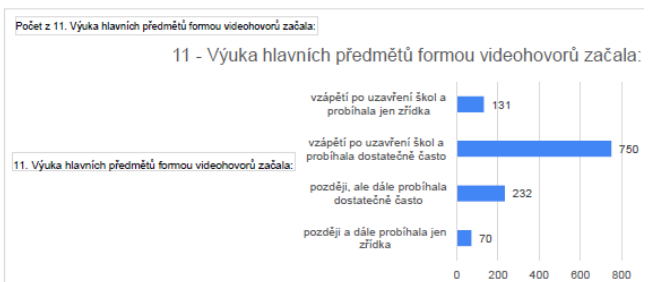 Počet z 11. Výuka hlavních předmětů formou videohovorů začala:
11 - Výuka hlavních předmětů formou videohovorů začala:
vzápětí po uzavření škol a
probíhala jen zřídka
131
vzápětí po uzavření škol a
probíhala dostatečně často
750
11. Výuka hlavních předmětů formou videohovorů začala:
později, ale dále probíhala
dostatečně často
232
později a dále probíhala jen
zřídka
70
0 200 400 600 800